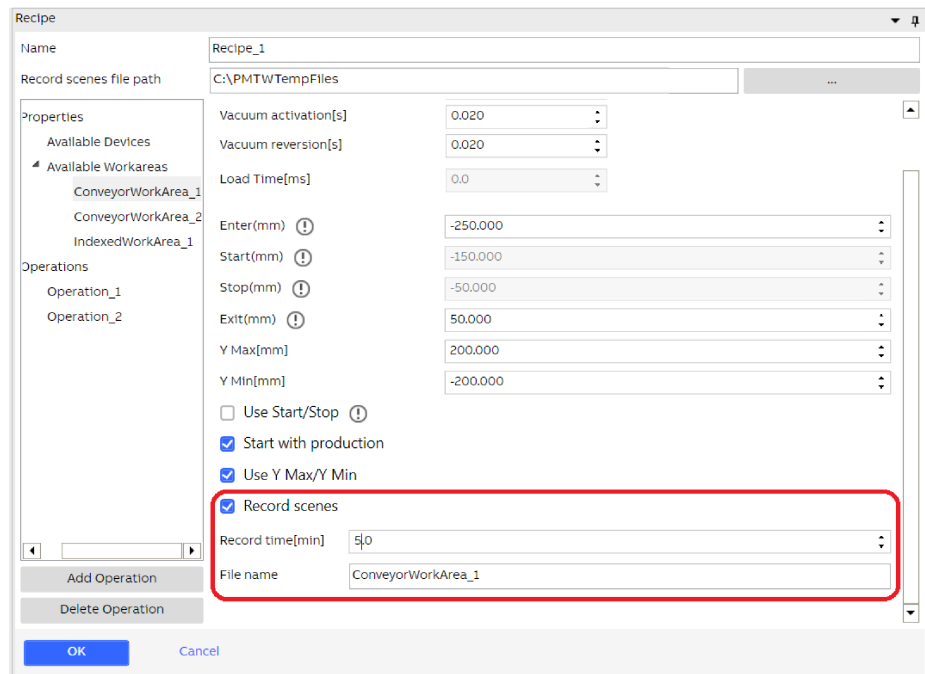 Recipe
Name
Recipe_1
Record scenes file path
C:\PMTWTempFiles
...
Properties
Available Devices
Available Workareas
ConveyorWorkArea_1
ConveyorWorkArea_2
IndexedWorkArea_1
Operations
Operation_1
Operation_2
Add Operation
Delete Operation
Vacuum activation[s]
0.020
Vacuum reversion[s]
0.020
Load Time[ms]
0.0
Enter(mm)
-250.000
Start(mm)
-150.000
Stop(mm)
-50.000
Exit(mm)
50.000
Y Max[mm]
200.000
Y Min[mm]
-200.000
Use Start/Stop
Start with production
Use Y Max/Y Min
Record scenes
Record time[min]
5.0
File name
ConveyorWorkArea_1
OK
Cancel